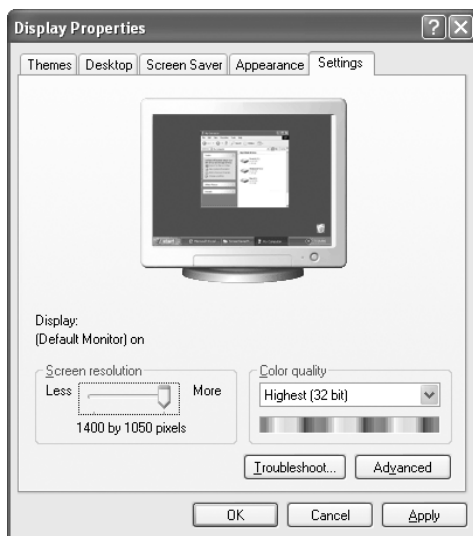 Display Properties
Themes Desktop Screen Saver Appearance Settings
start
Display:
(Default Monitor) on
Screen resolution
Less More
1400 by 1050 pixels
Color quality
Highest (32 bit)
Troubleshoot... Advanced
OK Cancel Apply